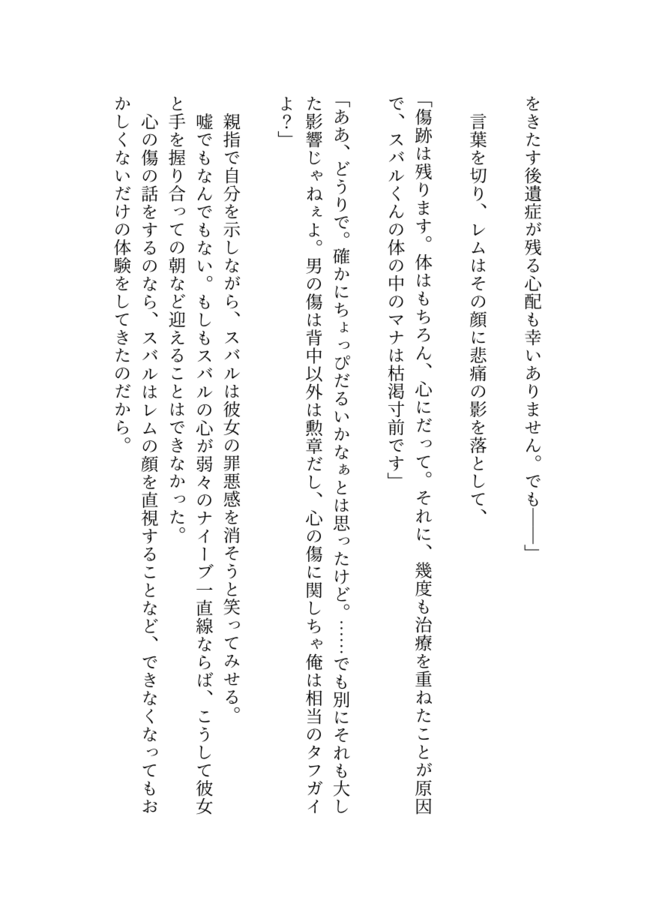 をきたす後遺症が残る心配も幸いありません。でも――」
言葉を切り、レムはその顔に悲痛の影を落として、
「傷跡は残ります。体はもちろん、心にだって。それに、幾度も治療を重ねたことが原因
で、スバルくんの体の中のマナは枯渇寸前です」
「ああ、どうりで。確かにちょっぴだるいかなぁとは思ったけど。……でも別にそれも大し
た影響じゃねぇよ。男の傷は背中以外は勲章だし、心の傷に関しちゃ俺は相当のタフガイ
よ？」
親指で自分を示しながら、スバルは彼女の罪悪感を消そうと笑ってみせる。
嘘でもなんでもない。もしもスバルの心が弱々のナイーブ一直線ならば、こうして彼女
と手を握り合っての朝など迎えることはできなかった。
心の傷の話をするのなら、スバルはレムの顔を直視することなど、できなくなってもお
かしくないだけの体験をしてきたのだから。